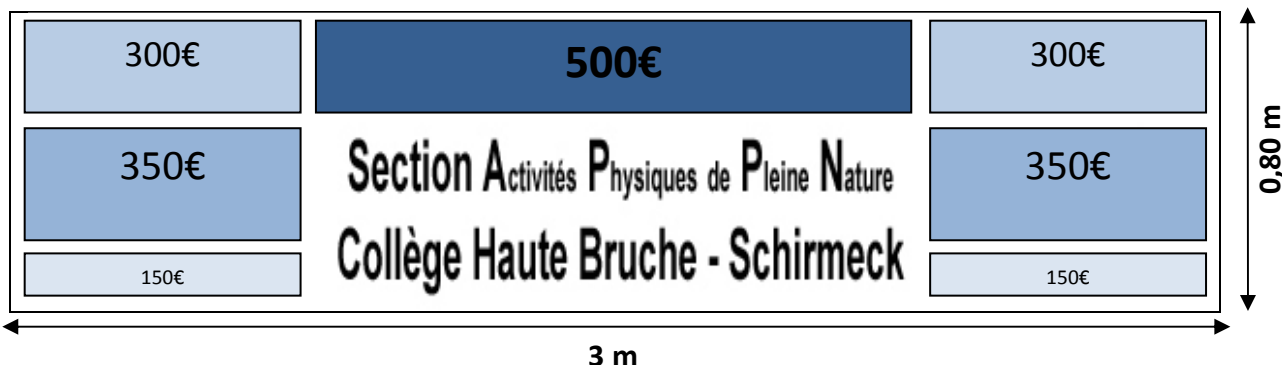 300€ 500€ 300€
350€ Section Activités Physiques de Pleine Nature 350€
Collège Haute Bruche - Schirmeck
150€ 150€
0,80 m
3 m